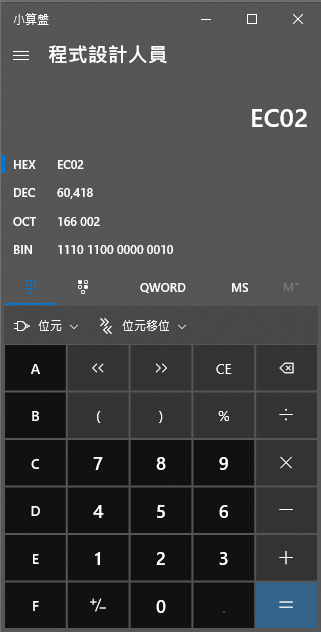 小算盤
程式設計人員
EC02
HEX EC02
DEC 60,418
OCT 166 002
BIN 1110 1100 0000 0010
QWORD MS M˅
位元 位元移位
A << >> CE
B ( ) % ÷
C 7 8 9 ×
D 4 5 6 −
E 1 2 3 +
F +/− 0 . =